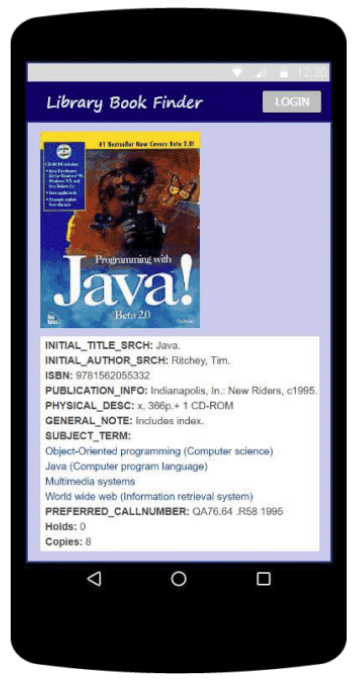 12:30
Library Book Finder
LOGIN
#1 Bestseller Now Covers Beta 2.0!
Programming with
Java!
Beta 2.0
INITIAL_TITLE_SRCH: Java.
INITIAL_AUTHOR_SRCH: Ritchey, Tim.
ISBN: 9781562055332
PUBLICATION_INFO: Indianapolis, In.: New Riders, c1995.
PHYSICAL_DESC: x, 366p.+ 1 CD-ROM
GENERAL_NOTE: Includes index.
SUBJECT_TERM:
Object-Oriented programming (Computer science)
Java (Computer program language)
Multimedia systems
World wide web (Information retrieval system)
PREFERRED_CALLNUMBER: QA76.64 .R58 1995
Holds: 0
Copies: 8